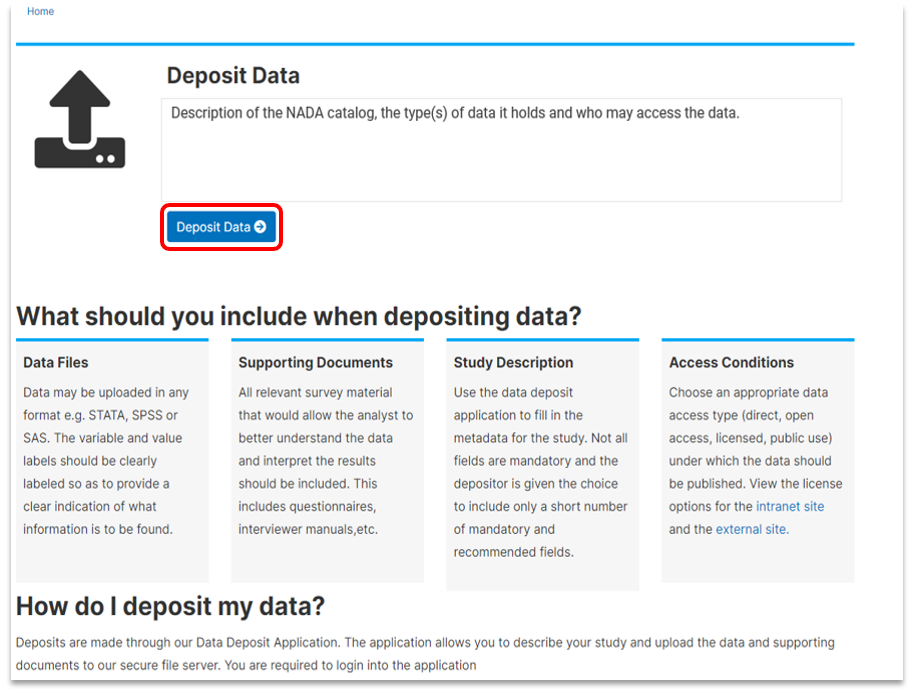 Home
Deposit Data
Description of the NADA catalog, the type(s) of data it holds and who may access the data.
Deposit Data
What should you include when depositing data?
Data Files
Data may be uploaded in any
format e.g. STATA, SPSS or
SAS. The variable and value
labels should be clearly
labeled so as to provide a
clear indication of what
information is to be found.
Supporting Documents
All relevant survey material
that would allow the analyst to
better understand the data
and interpret the results
should be included. This
includes questionnaires,
interviewer manuals,etc.
Study Description
Use the data deposit
application to fill in the
metadata for the study. Not all
fields are mandatory and the
depositor is given the choice
to include only a short number
of mandatory and
recommended fields.
Access Conditions
Choose an appropriate data
access type (direct, open
access, licensed, public use)
under which the data should
be published. View the license
options for the intranet site
and the external site.
How do I deposit my data?
Deposits are made through our Data Deposit Application. The application allows you to describe your study and upload the data and supporting
documents to our secure file server. You are required to login into the application